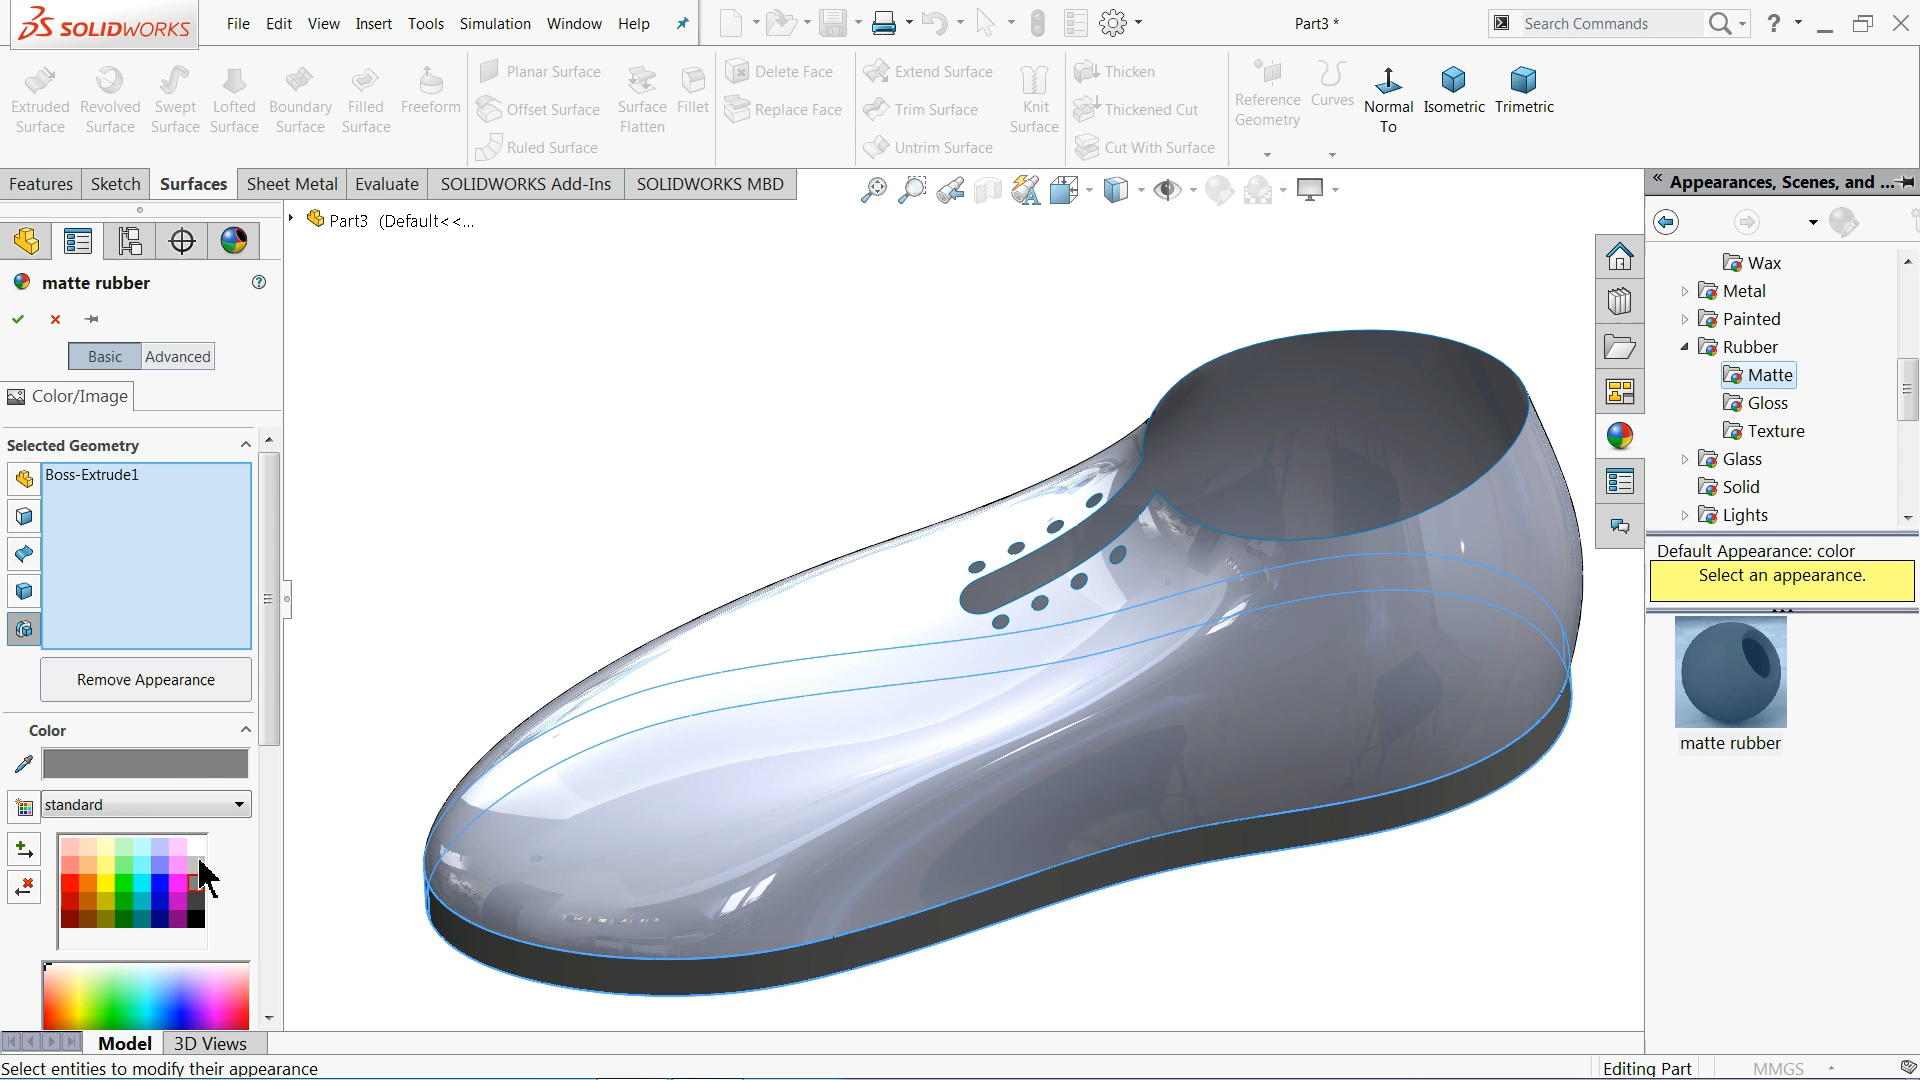 SOLIDWORKS
File Edit View Insert Tools Simulation Window Help
Part3 *
Search Commands
Extruded Surface
Revolved Surface
Swept Surface
Lofted Surface
Boundary Surface
Filled Surface
Freeform
Planar Surface
Offset Surface
Ruled Surface
Surface Flatten
Fillet
Delete Face
Replace Face
Extend Surface
Trim Surface
Untrim Surface
Knit Surface
Thicken
Thickened Cut
Cut With Surface
Reference Geometry
Curves
Normal To
Isometric
Trimetric
Features Sketch Surfaces Sheet Metal Evaluate SOLIDWORKS Add-Ins SOLIDWORKS MBD
Part3 (Default<<...
matte rubber
Basic Advanced
Color/Image
Selected Geometry
Boss-Extrude1
Remove Appearance
Color
standard
Model 3D Views
Select entities to modify their appearance
Editing Part
MMGS
Appearances, Scenes, and ...
Wax
Metal
Painted
Rubber
Matte
Gloss
Texture
Glass
Solid
Lights
Default Appearance: color
Select an appearance.
matte rubber